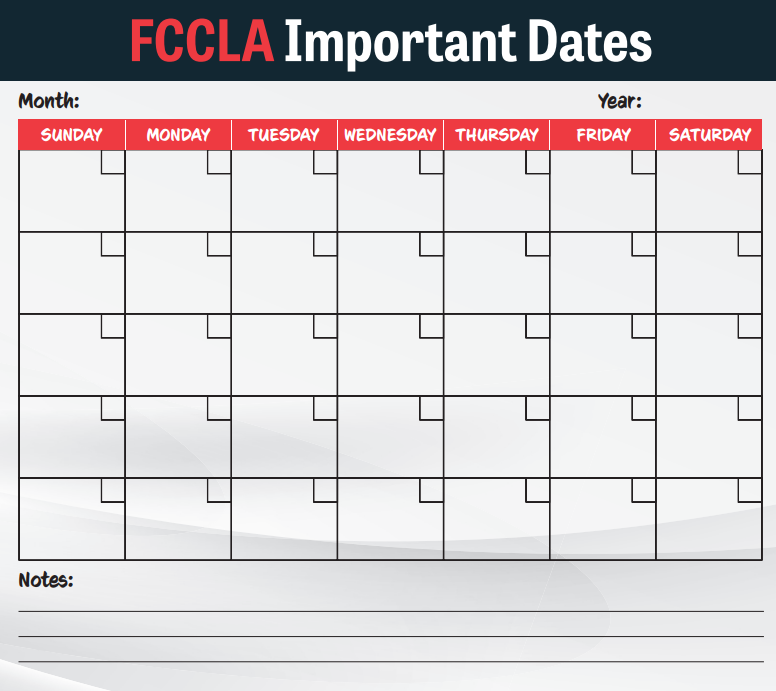 FCCLA Important Dates
Month: Year:
SUNDAY MONDAY TUESDAY WEDNESDAY THURSDAY FRIDAY SATURDAY
Notes: